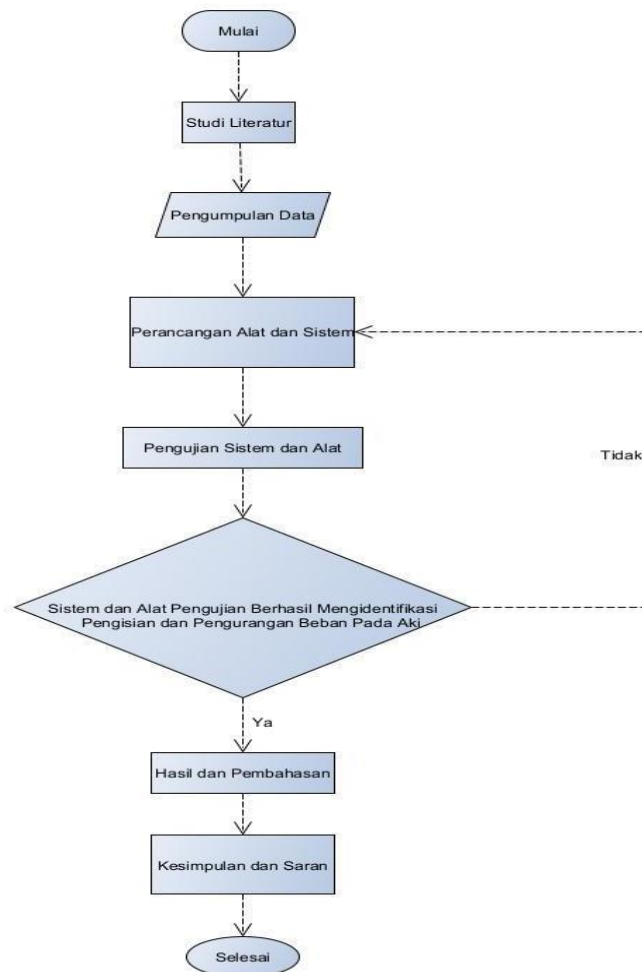 Mulai
Studi Literatur
Pengumpulan Data
Perancangan Alat dan Sistem
Pengujian Sistem dan Alat
Tidak
Sistem dan Alat Pengujian Berhasil Mengidentifikasi
Pengisian dan Pengurangan Beban Pada Aki
Ya
Hasil dan Pembahasan
Kesimpulan dan Saran
Selesai